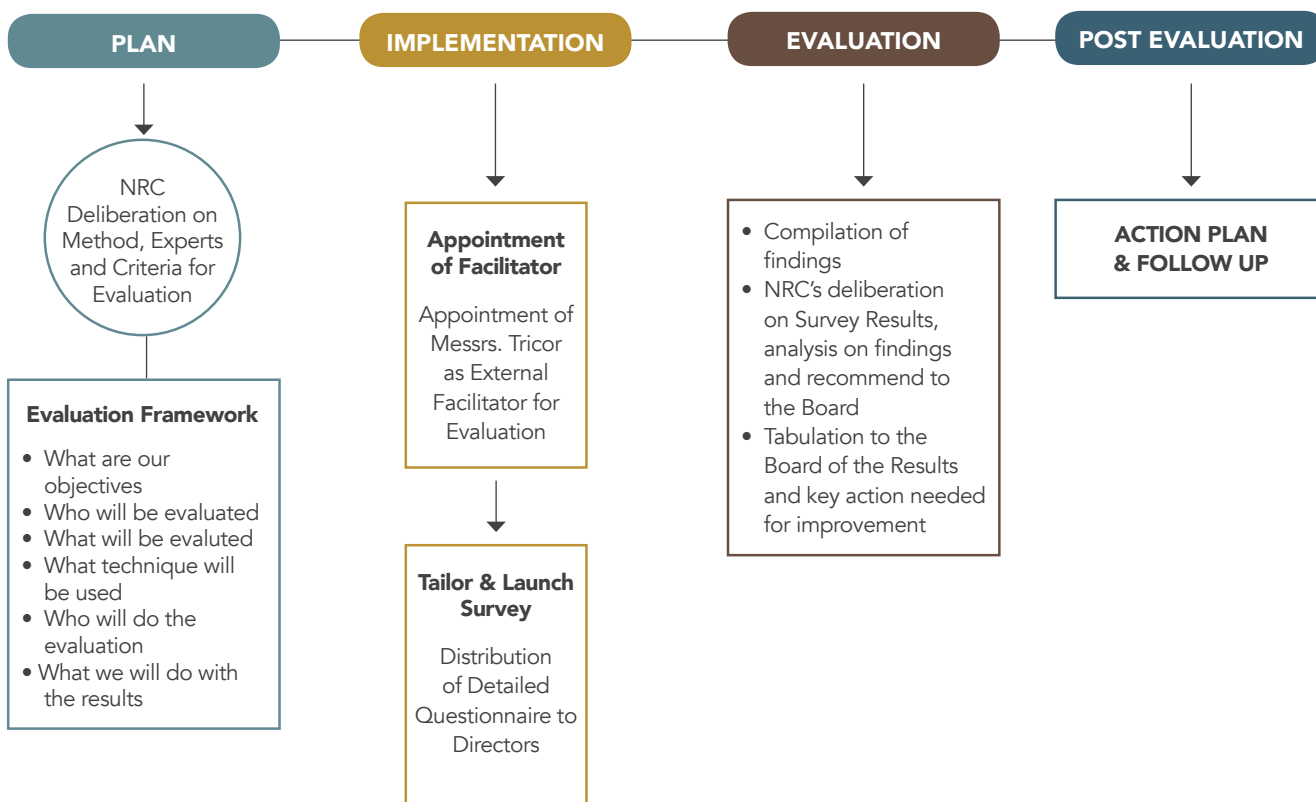 PLAN
IMPLEMENTATION
EVALUATION
POST EVALUATION
NRC
Deliberation on
Method, Experts
and Criteria for
Evaluation
Evaluation Framework
• What are our
objectives
• Who will be evaluated
• What will be evaluted
• What technique will
be used
• Who will do the
evaluation
• What we will do with
the results
Appointment
of Facilitator
Appointment of
Messrs. Tricor
as External
Facilitator for
Evaluation
Tailor & Launch
Survey
Distribution
of Detailed
Questionnaire to
Directors
• Compilation of
findings
• NRC's deliberation
on Survey Results,
analysis on findings
and recommend to
the Board
• Tabulation to the
Board of the Results
and key action needed
for improvement
ACTION PLAN
& FOLLOW UP